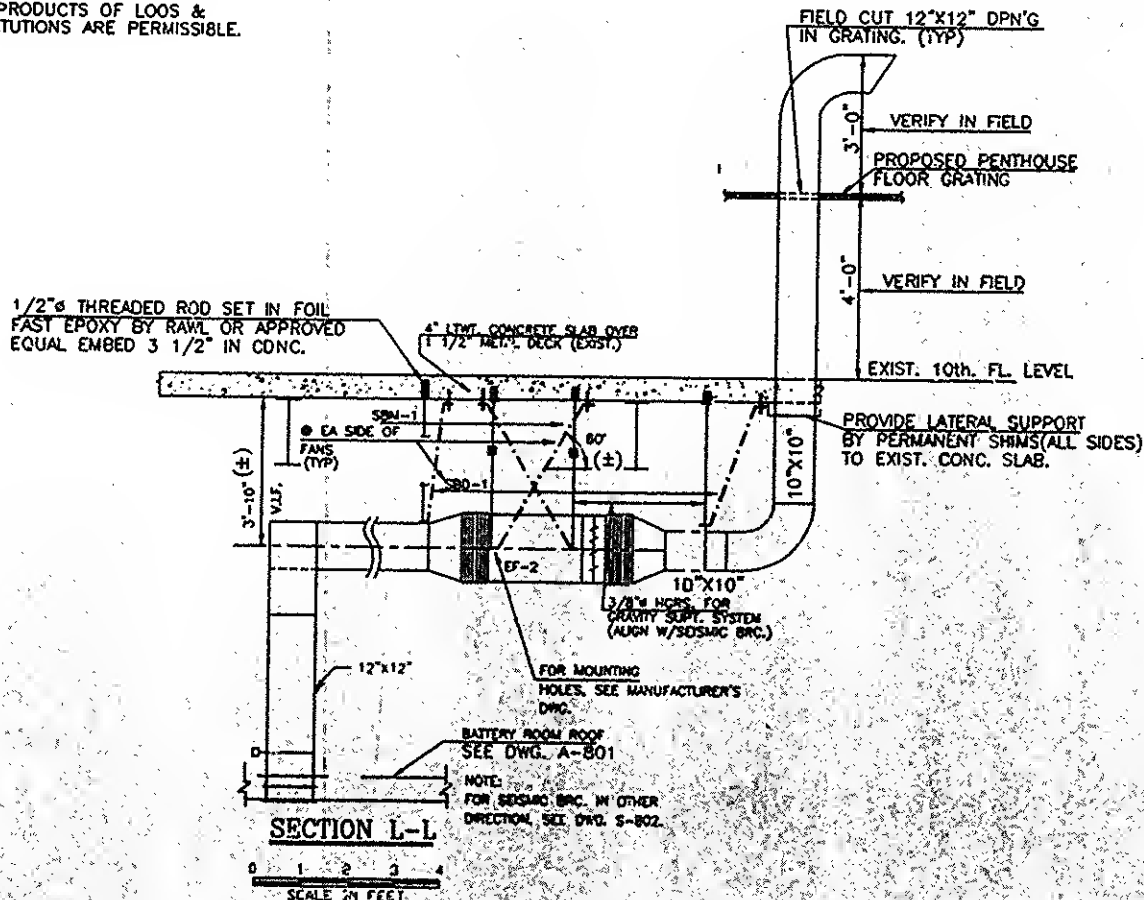 PRODUCTS OF LOOS &
TUTIONS ARE PERMISSIBLE.
FIELD CUT 12"X12" OPN'G
IN GRATING. (TYP)
3'-0"
VERIFY IN FIELD
PROPOSED PENTHOUSE
FLOOR GRATING
4'-0"
VERIFY IN FIELD
1/2"ø THREADED ROD SET IN FOIL
FAST EPOXY BY RAWL OR APPROVED
EQUAL EMBED 3 1/2" IN CONC.
4" LTWT. CONCRETE SLAB OVER
1 1/2" MET'L DECK (EXIST.)
EXIST. 10th. FL. LEVEL
PROVIDE LATERAL SUPPORT
BY PERMANENT SHIMS(ALL SIDES)
TO EXIST. CONC. SLAB.
SBM-1
@ EA SIDE OF
FANS
(TYP)
60°
(±)
SBD-1
3'-10" (±)
V.I.F.
10"X10"
EF-2
10"X10"
3/8"ø HGRS. FOR
GRAVITY SUPT. SYSTEM
(ALIGN W/SEISMIC BRC.)
12"X12"
FOR MOUNTING
HOLES, SEE MANUFACTURER'S
DWG.
BATTERY ROOM ROOF
SEE DWG. A-801
NOTE:
FOR SEISMIC BRC. IN OTHER
DIRECTION, SEE DWG. S-802.
SECTION L-L
0 1 2 3 4
SCALE IN FEET